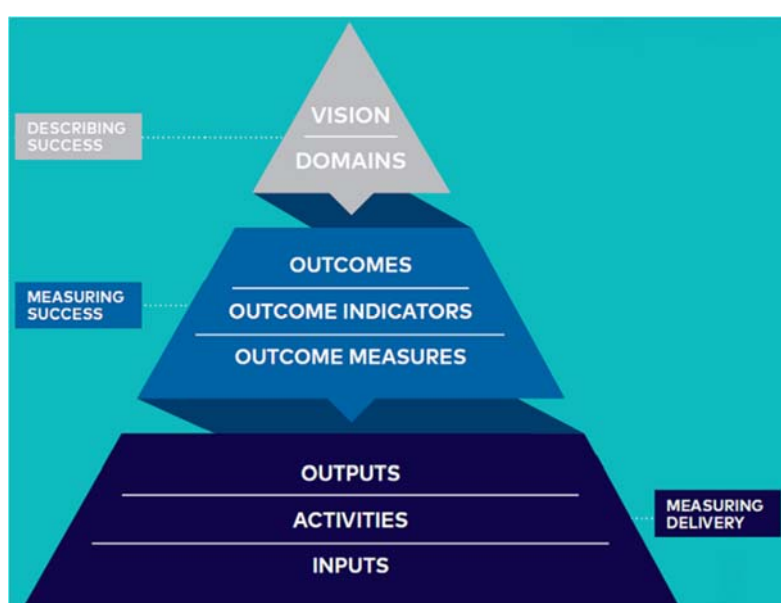 VISION
DESCRIBING
SUCCESS
DOMAINS
OUTCOMES
MEASURING
SUCCESS
OUTCOME INDICATORS
OUTCOME MEASURES
OUTPUTS
ACTIVITIES
MEASURING
DELIVERY
INPUTS